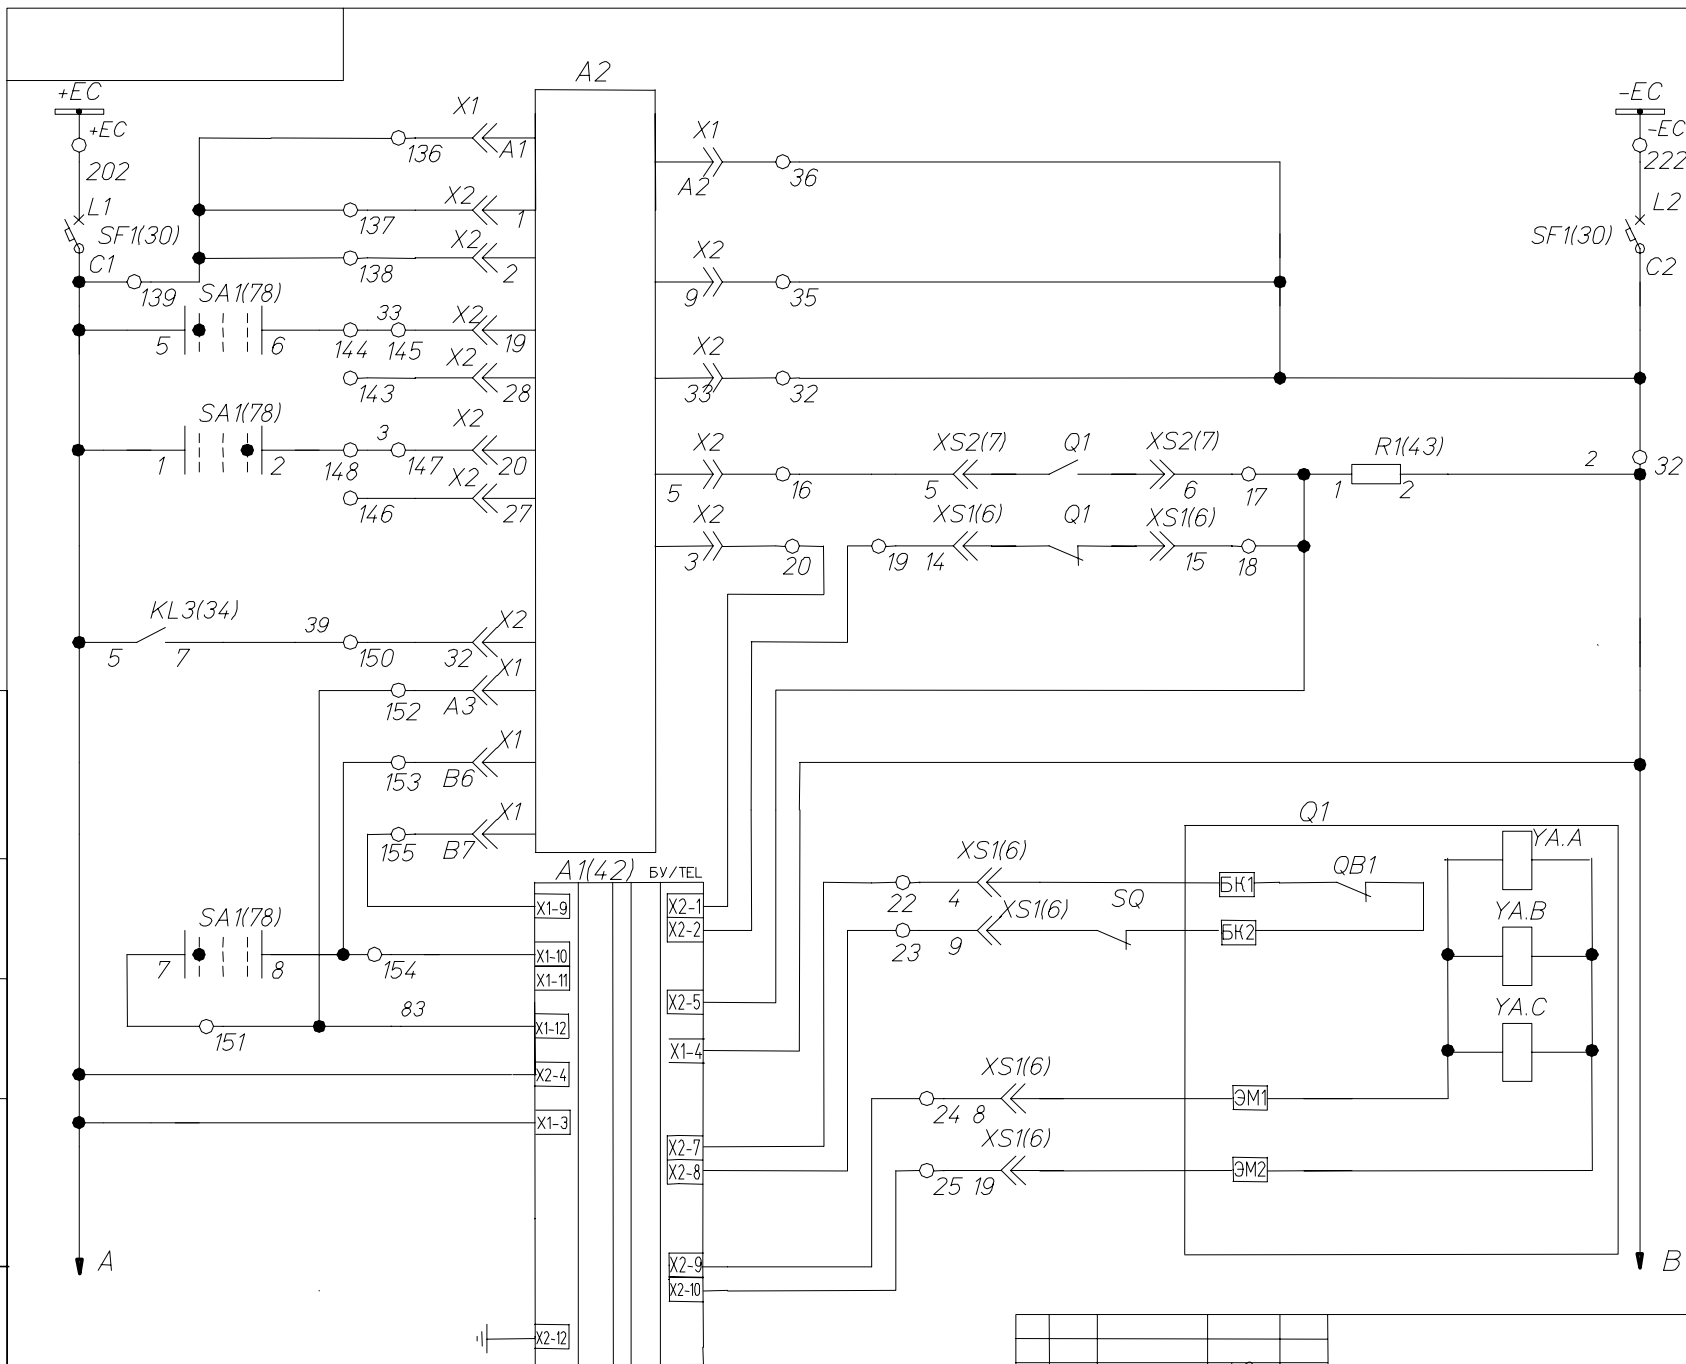 A2
+EC
-EC
X1
+EC
X1
-EC
136
A1
202
A2
36
222
X2
L1
137
1
L2
SF1(30)
X2
X2
SF1(30)
C1
138
2
C2
139
SA1(78)
9
35
33
X2
5
6
144
145
19
X2
X2
143
28
33
32
SA1(78)
X2
3
X2
XS2(7)
Q1
XS2(7)
R1(43)
2
1
2
148
147
20
32
X2
5
16
5
6
17
1
2
146
27
X2
XS1(6)
Q1
XS1(6)
3
20
19
14
15
18
KL3(34)
39
X2
5
7
150
32
X1
152
A3
X1
153
B6
X1
Q1
155
B7
YA.A
A1(42)
БУ/TEL
XS1(6)
QB1
X1-9
X2-1
22
4
БК1
SQ
YA.B
SA1(78)
X2-2
XS1(6)
БК2
23
9
7
8
154
X1-10
X1-11
83
X2-5
YA.C
151
X1-12
X1-4
X2-4
XS1(6)
24
8
ЭМ1
X1-3
X2-7
XS1(6)
X2-8
25
19
ЭМ2
A
X2-9
B
X2-10
X2-12